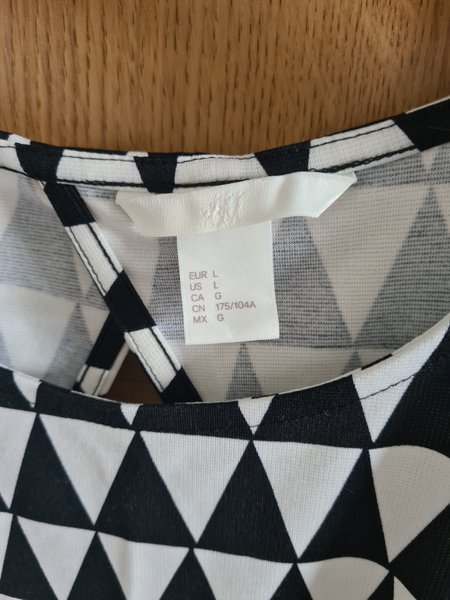 EUR L
US L
CA G
CN 175/104A
MX G